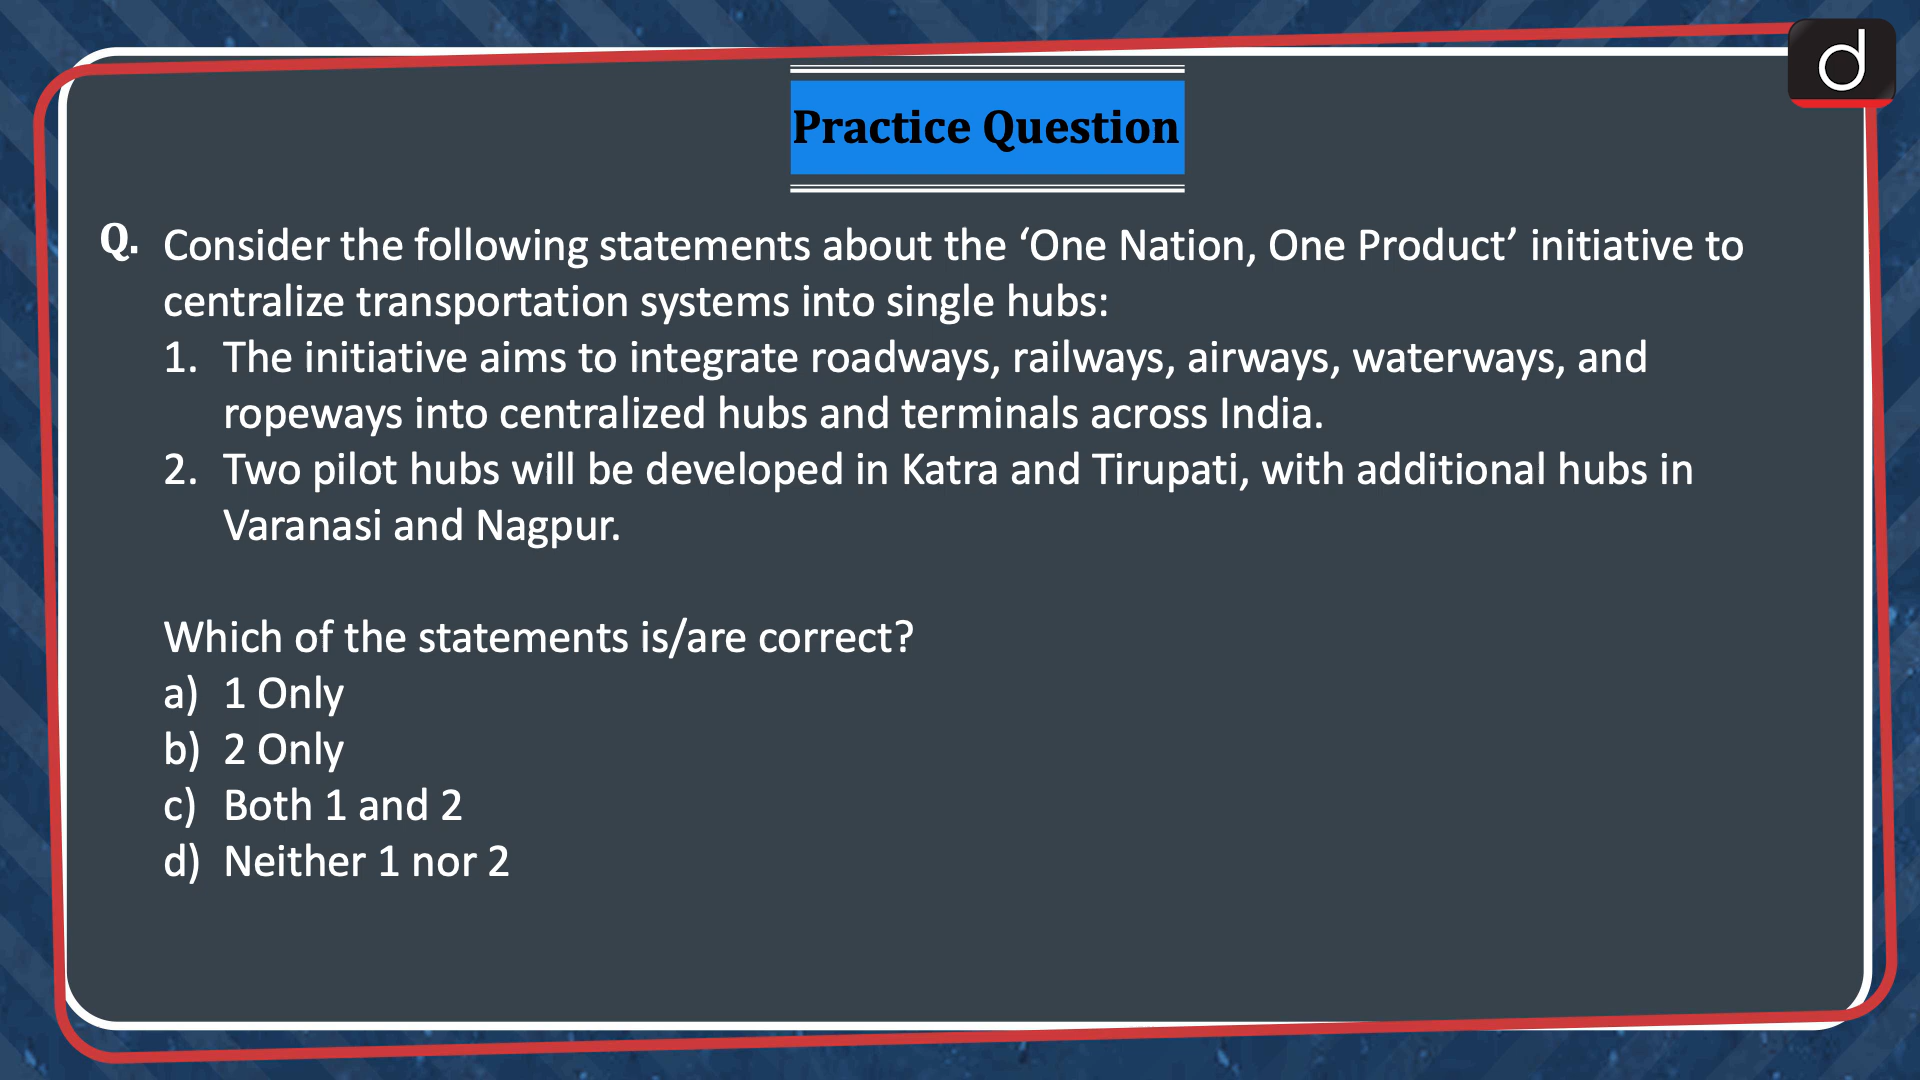 Practice Question
Q. Consider the following statements about the ‘One Nation, One Product’ initiative to
centralize transportation systems into single hubs:
1. The initiative aims to integrate roadways, railways, airways, waterways, and
ropeways into centralized hubs and terminals across India.
2. Two pilot hubs will be developed in Katra and Tirupati, with additional hubs in
Varanasi and Nagpur.
Which of the statements is/are correct?
a) 1 Only
b) 2 Only
c) Both 1 and 2
d) Neither 1 nor 2
d